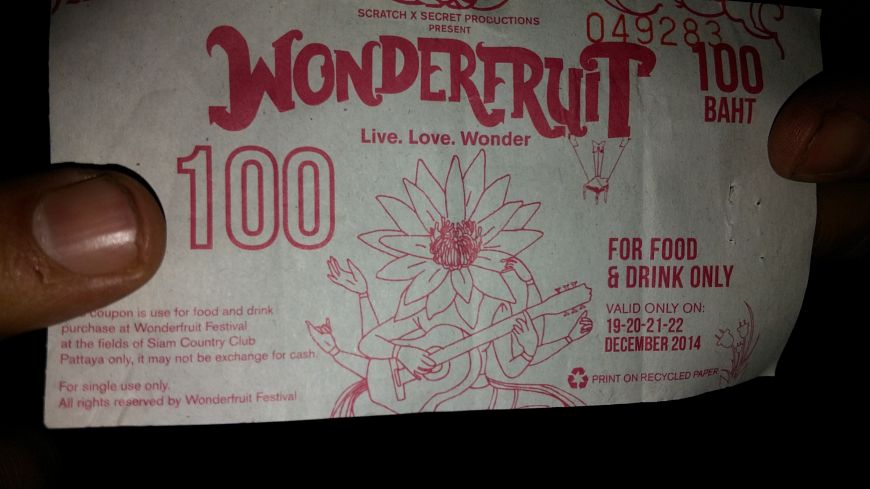 SCRATCH X SECRET PRODUCTIONS
PRESENT
049283
WONDERFRUIT
100
BAHT
Live. Love. Wonder
100
FOR FOOD
& DRINK ONLY
VALID ONLY ON:
19-20-21-22
DECEMBER 2014
PRINT ON RECYCLED PAPER
coupon is use for food and drink
purchase at Wonderfruit Festival
at the fields of Siam Country Club
Pattaya only, it may not be exchange for cash.
For single use only.
All rights reserved by Wonderfruit Festival